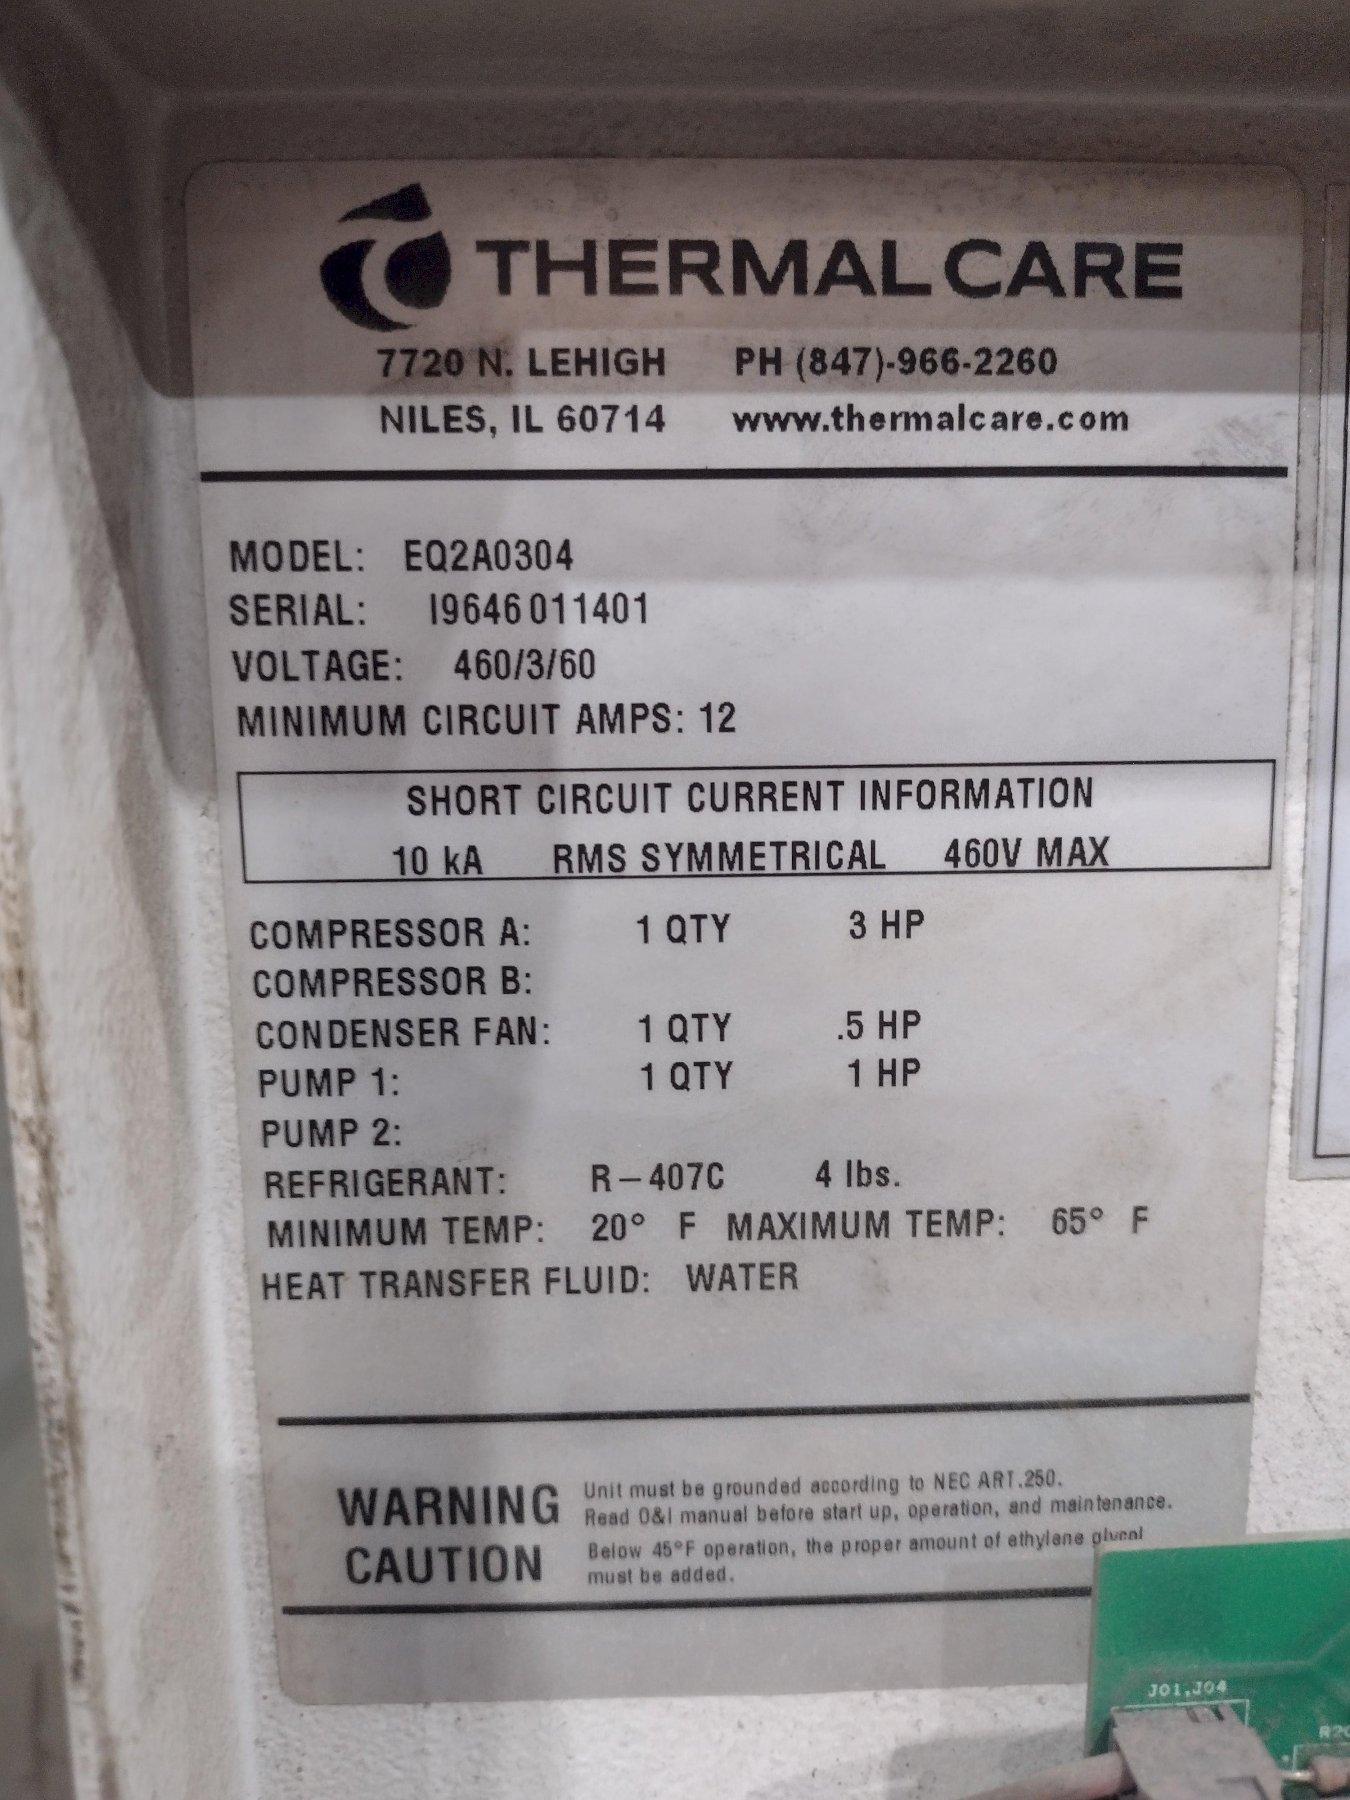 THERMAL CARE
7720 N. LEHIGH PH (847)-966-2260
NILES, IL 60714 www.thermalcare.com
MODEL: EQ2A0304
SERIAL: I9646011401
VOLTAGE: 460/3/60
MINIMUM CIRCUIT AMPS: 12
SHORT CIRCUIT CURRENT INFORMATION
10 kA RMS SYMMETRICAL 460V MAX
COMPRESSOR A: 1 QTY 3 HP
COMPRESSOR B:
CONDENSER FAN: 1 QTY .5 HP
PUMP 1: 1 QTY 1 HP
PUMP 2:
REFRIGERANT: R-407C 4 lbs.
MINIMUM TEMP: 20° F MAXIMUM TEMP: 65° F
HEAT TRANSFER FLUID: WATER
WARNING Unit must be grounded according to NEC ART.250.
Read O&I manual before start up, operation, and maintenance.
CAUTION Below 45°F operation, the proper amount of ethylene glycol
must be added.
J01,J04